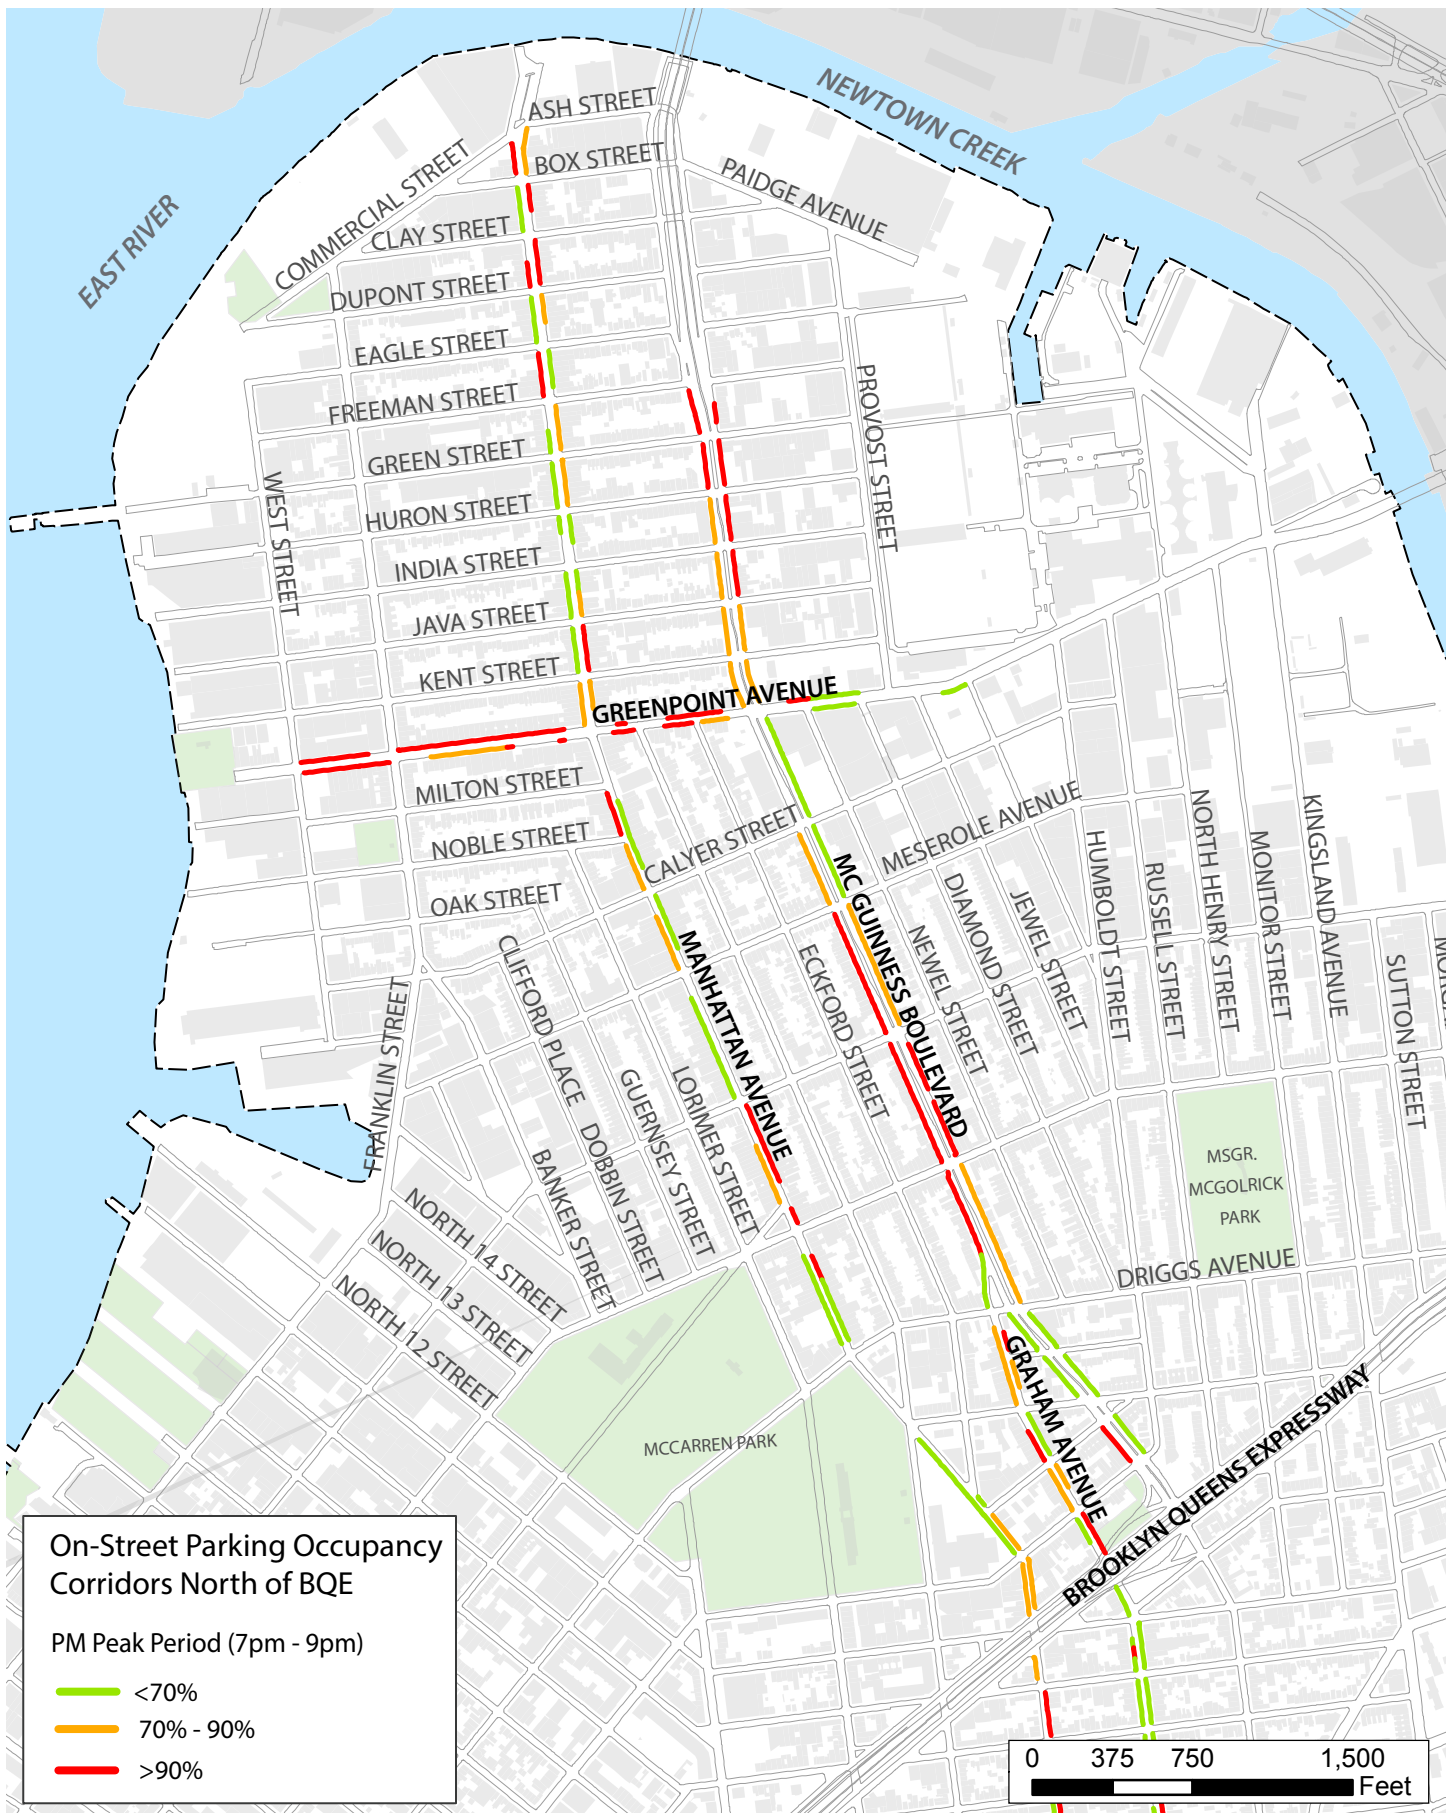 ASH STREET
NEWTOWN CREEK
BOX STREET
COMMERCIAL STREET
PAIDGE AVENUE
EAST RIVER
CLAY STREET
DUPONT STREET
EAGLE STREET
FREEMAN STREET
PROVOST STREET
GREEN STREET
WEST STREET
HURON STREET
INDIA STREET
JAVA STREET
KENT STREET
GREENPOINT AVENUE
MILTON STREET
NOBLE STREET
CALYER STREET
MESEROLE AVENUE
OAK STREET
MC GUINNESS BOULEVARD
HUMBOLDT STREET
RUSSELL STREET
NORTH HENRY STREET
MONITOR STREET
KINGSLAND AVENUE
DIAMOND STREET
JEWEL STREET
NEWEL STREET
ECKFORD STREET
MANHATTAN AVENUE
CLIFFORD PLACE
SUTTON STREET
FRANKLIN STREET
GUERNSEY STREET
LORIMER STREET
DOBBIN STREET
BANKER STREET
MSGR.
MCGOLRICK
PARK
NORTH 14 STREET
NORTH 13 STREET
NORTH 12 STREET
DRIGGS AVENUE
GRAHAM AVENUE
MCCARREN PARK
BROOKLYN QUEENS EXPRESSWAY
On-Street Parking Occupancy
Corridors North of BQE
PM Peak Period (7pm - 9pm)
<70%
70% - 90%
>90%
0 375 750 1,500
Feet